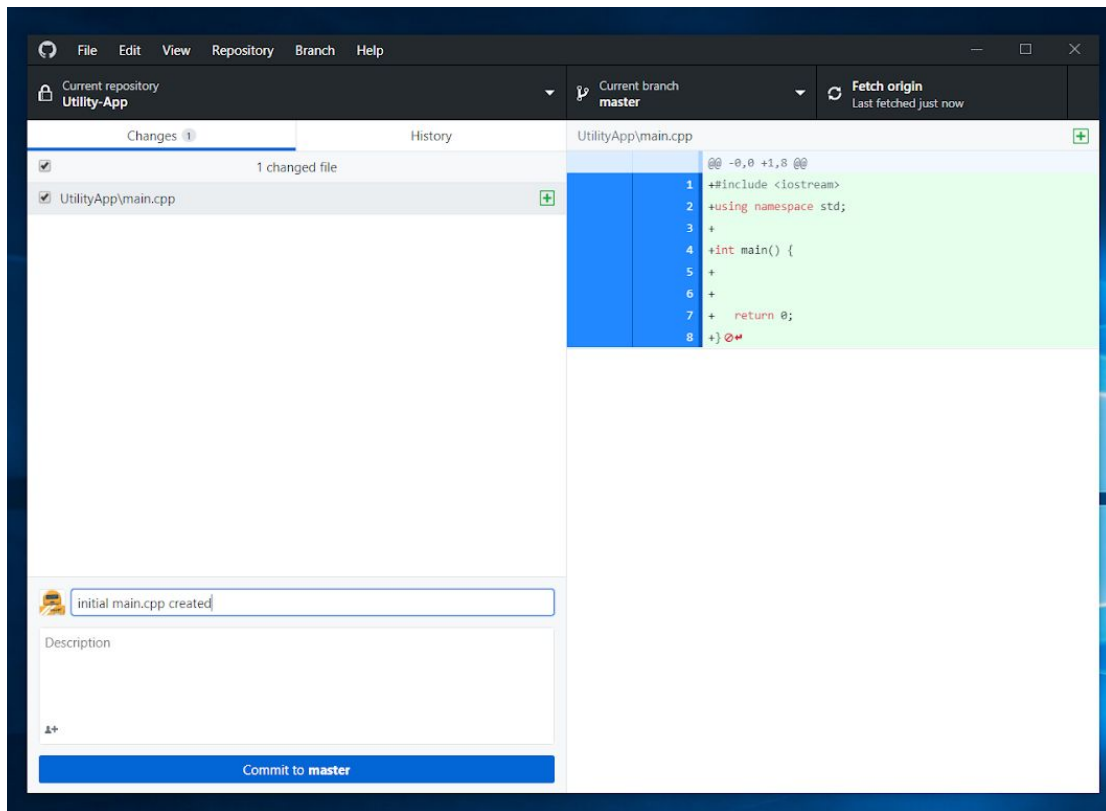 File Edit View Repository Branch Help
Current repository
Utility-App
Current branch
master
Fetch origin
Last fetched just now
Changes 1
History
1 changed file
UtilityApp\main.cpp
UtilityApp\main.cpp
@@ -0,0 +1,8 @@
1 +#include <iostream>
2 +using namespace std;
3 +
4 +int main() {
5 +
6 +
7 + return 0;
8 +}
initial main.cpp created
Description
Commit to master